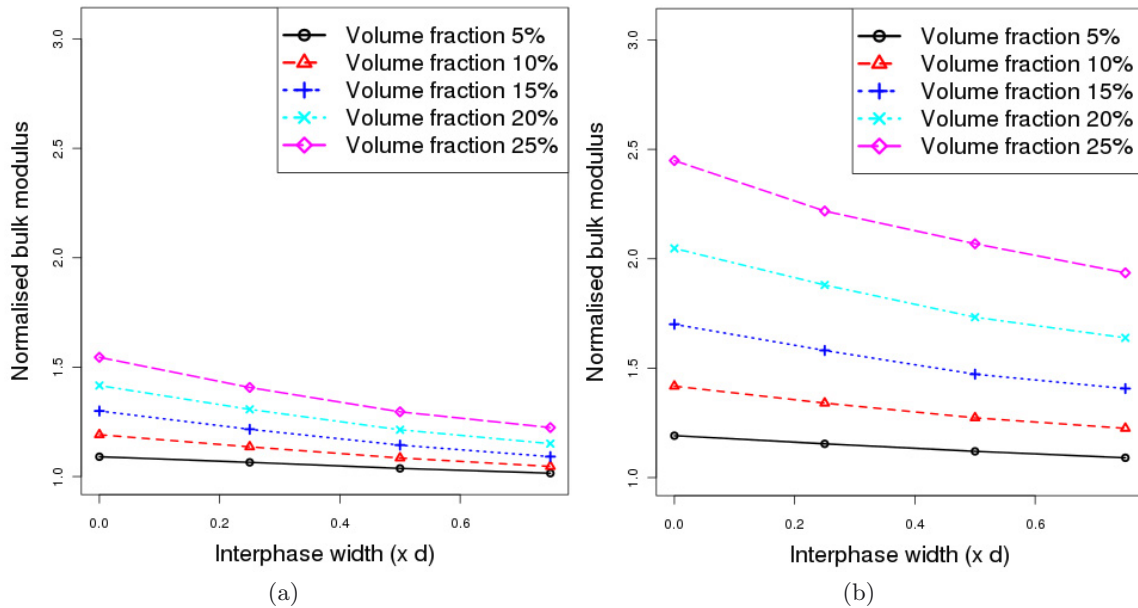 Volume fraction 5%
Volume fraction 10%
Volume fraction 15%
Volume fraction 20%
Volume fraction 25%
Normalised bulk modulus
3.0
2.5
2.0
1.5
1.0
0.0 0.2 0.4 0.6
Interphase width (x d)
(a)
Volume fraction 5%
Volume fraction 10%
Volume fraction 15%
Volume fraction 20%
Volume fraction 25%
Normalised bulk modulus
3.0
2.5
2.0
1.5
1.0
0.0 0.2 0.4 0.6
Interphase width (x d)
(b)